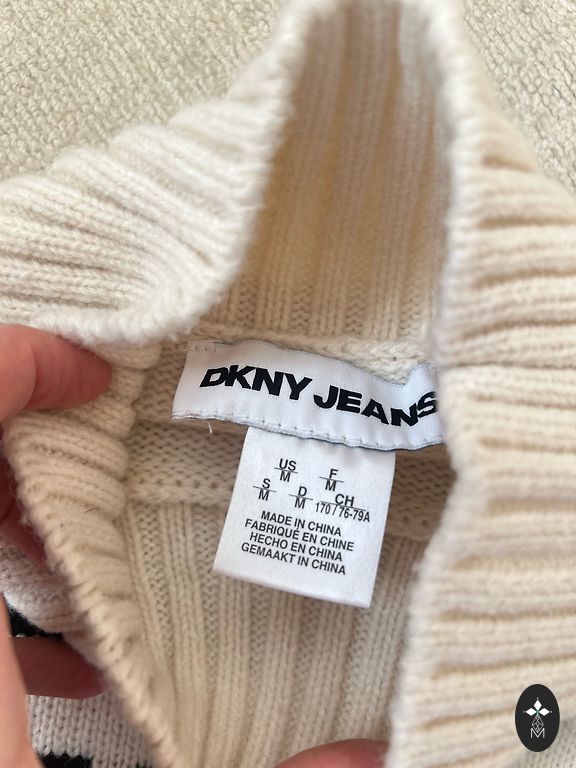 DKNY JEANS
US F
M M
S D CH
M M 170 / 76-79A
MADE IN CHINA
FABRIQUÉ EN CHINE
HECHO EN CHINA
GEMAAKT IN CHINA
M